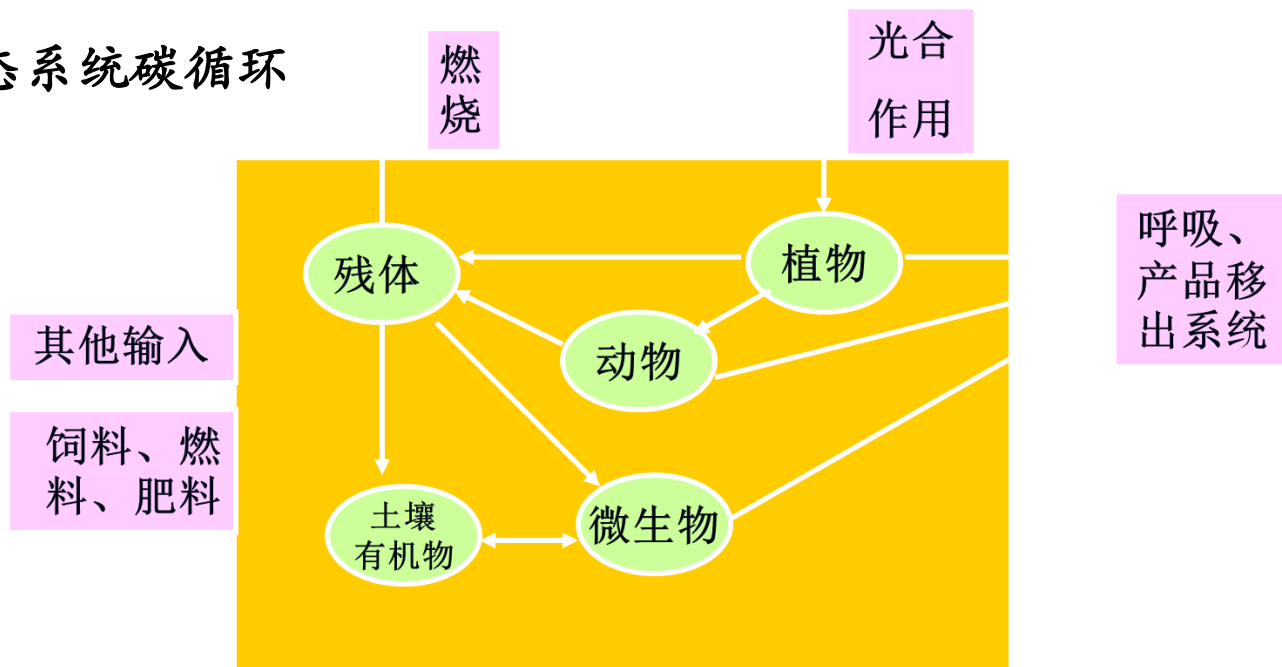 态系统碳循环
燃
烧
光合
作用
呼吸、
产品移
出系统
植物
残体
动物
其他输入
饲料、燃
料、肥料
土壤
有机物
微生物